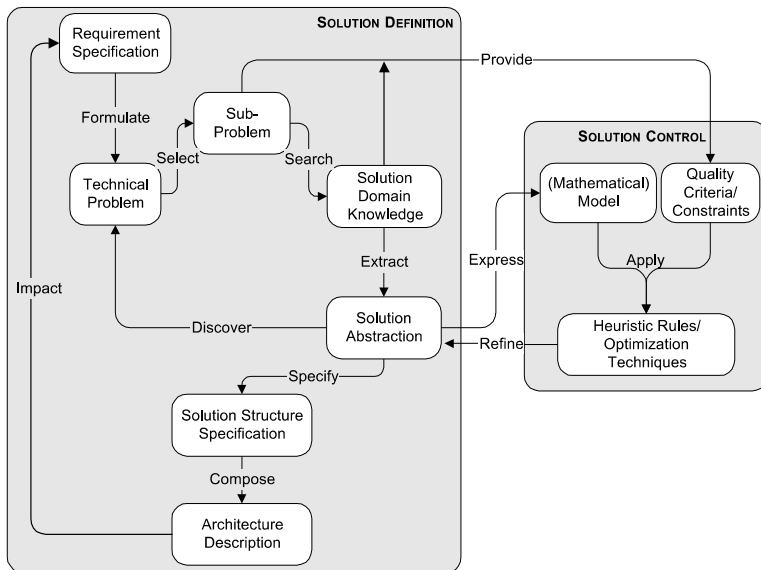 SOLUTION DEFINITION
Requirement
Specification
Provide
Formulate
Sub-
Problem
Select
Search
Technical
Problem
Solution
Domain
Knowledge
SOLUTION CONTROL
(Mathematical)
Model
Quality
Criteria/
Constraints
Extract
Express
Apply
Impact
Discover
Solution
Abstraction
Refine
Heuristic Rules/
Optimization
Techniques
Specify
Solution Structure
Specification
Compose
Architecture
Description